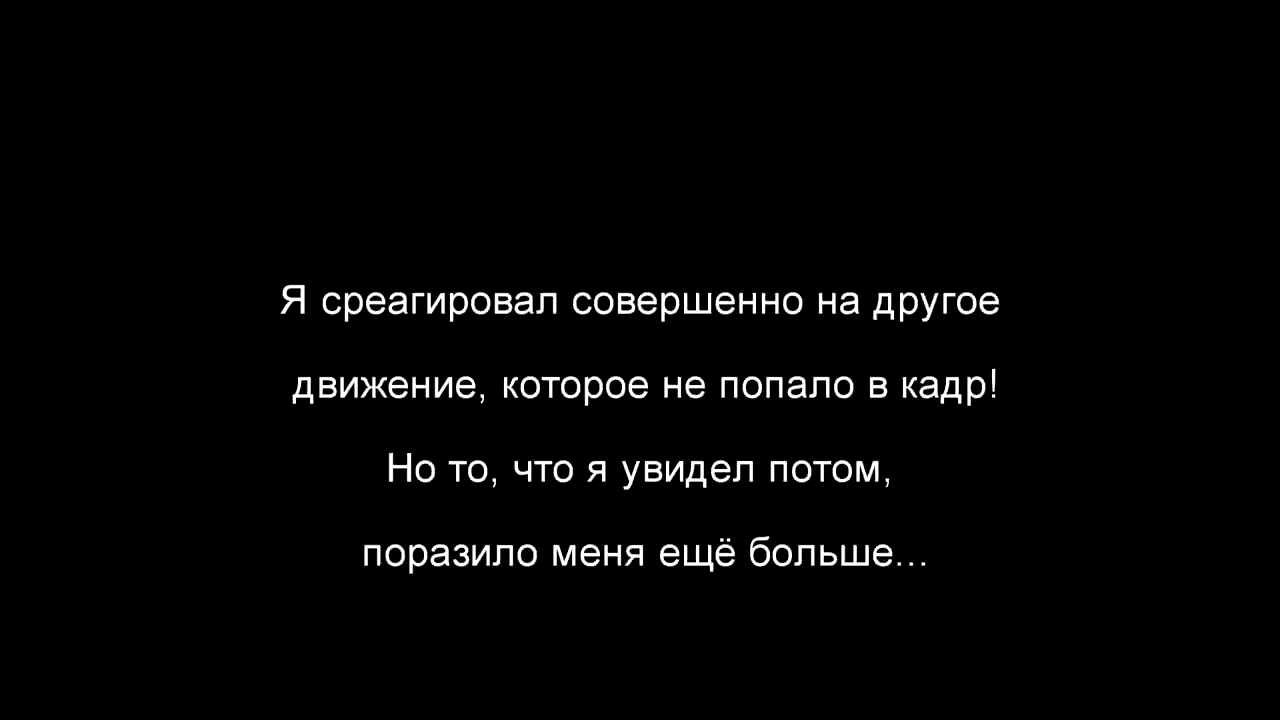 Я среагировал совершенно на другое
движение, которое не попало в кадр!
Но то, что я увидел потом,
поразило меня ещё больше...